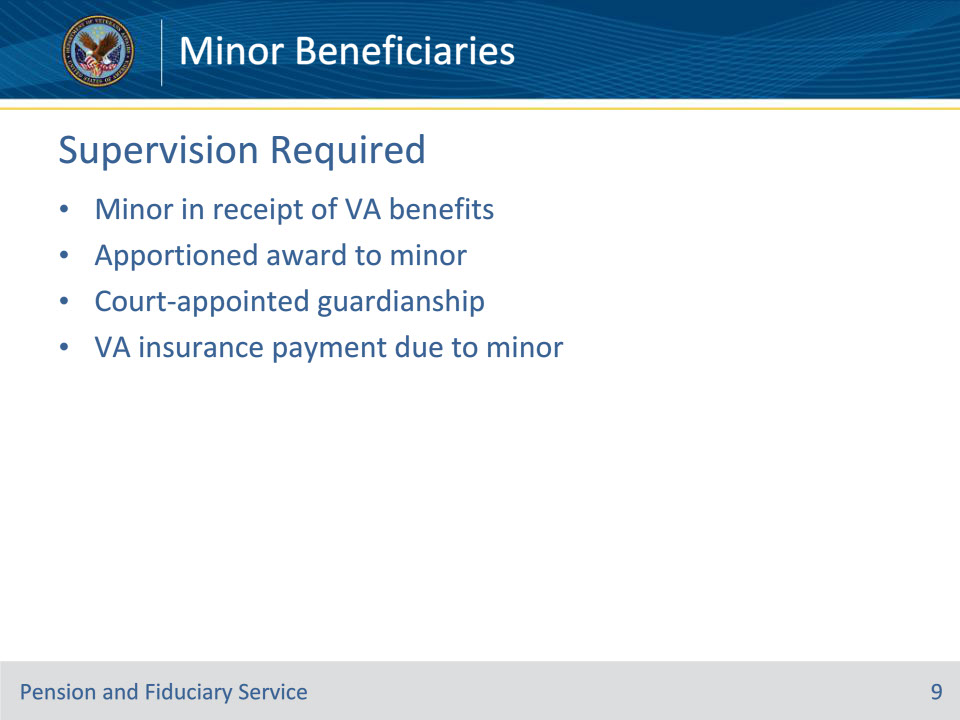 Minor Beneficiaries
Supervision Required
• Minor in receipt of VA benefits
• Apportioned award to minor
• Court-appointed guardianship
• VA insurance payment due to minor
Pension and Fiduciary Service
9